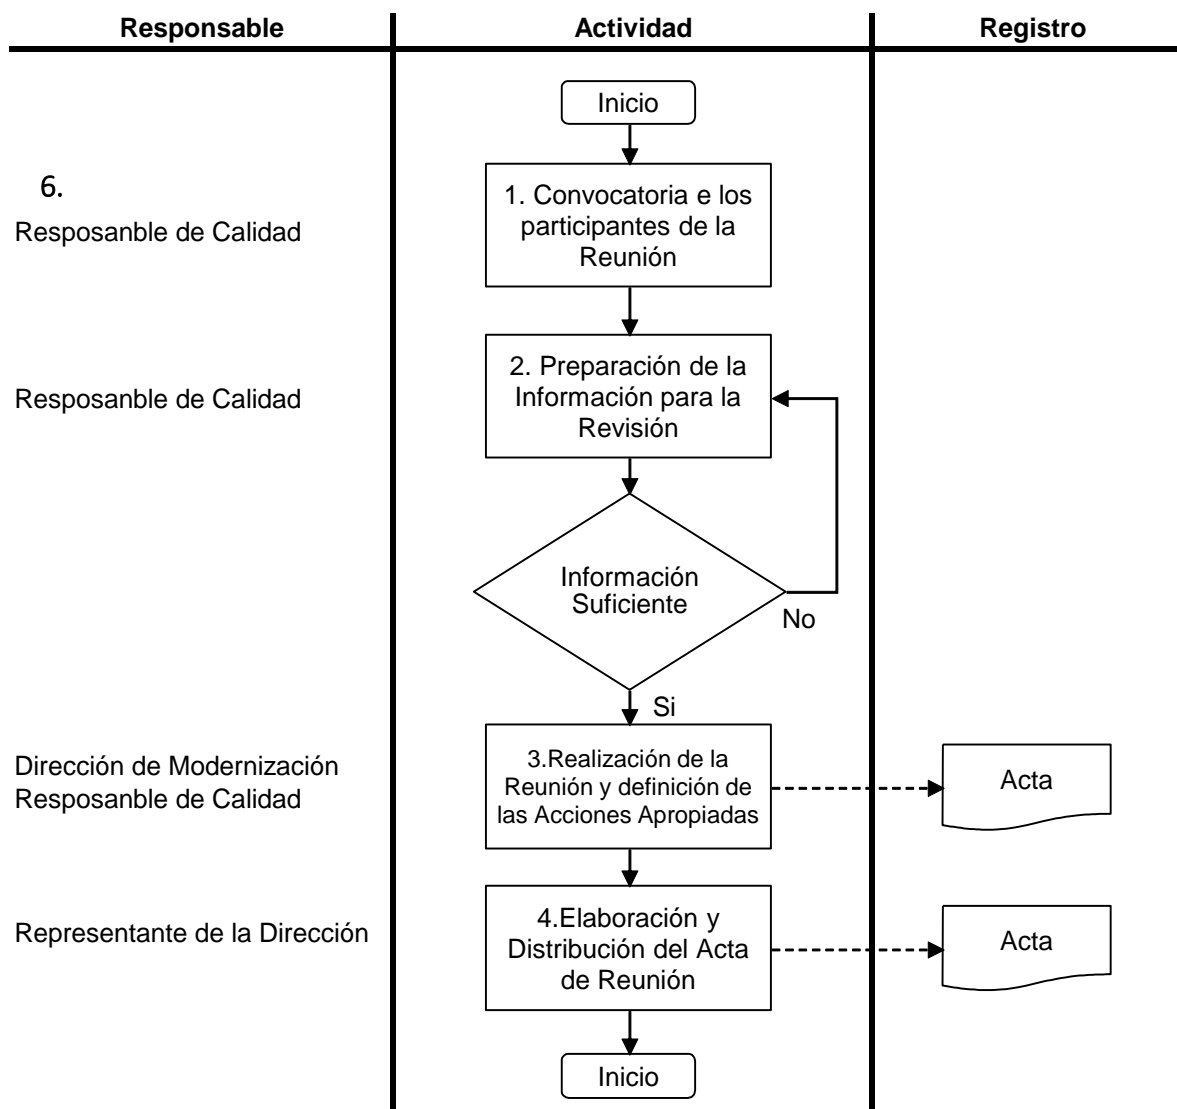 Responsable
Actividad
Registro
Inicio
6.
Resposanble de Calidad
1. Convocatoria e los
participantes de la
Reunión
Resposanble de Calidad
2. Preparación de la
Información para la
Revisión
Información
Suficiente
No
Si
Dirección de Modernización
Resposanble de Calidad
3.Realización de la
Reunión y definición de
las Acciones Apropiadas
Acta
Representante de la Dirección
4.Elaboración y
Distribución del Acta
de Reunión
Acta
Inicio